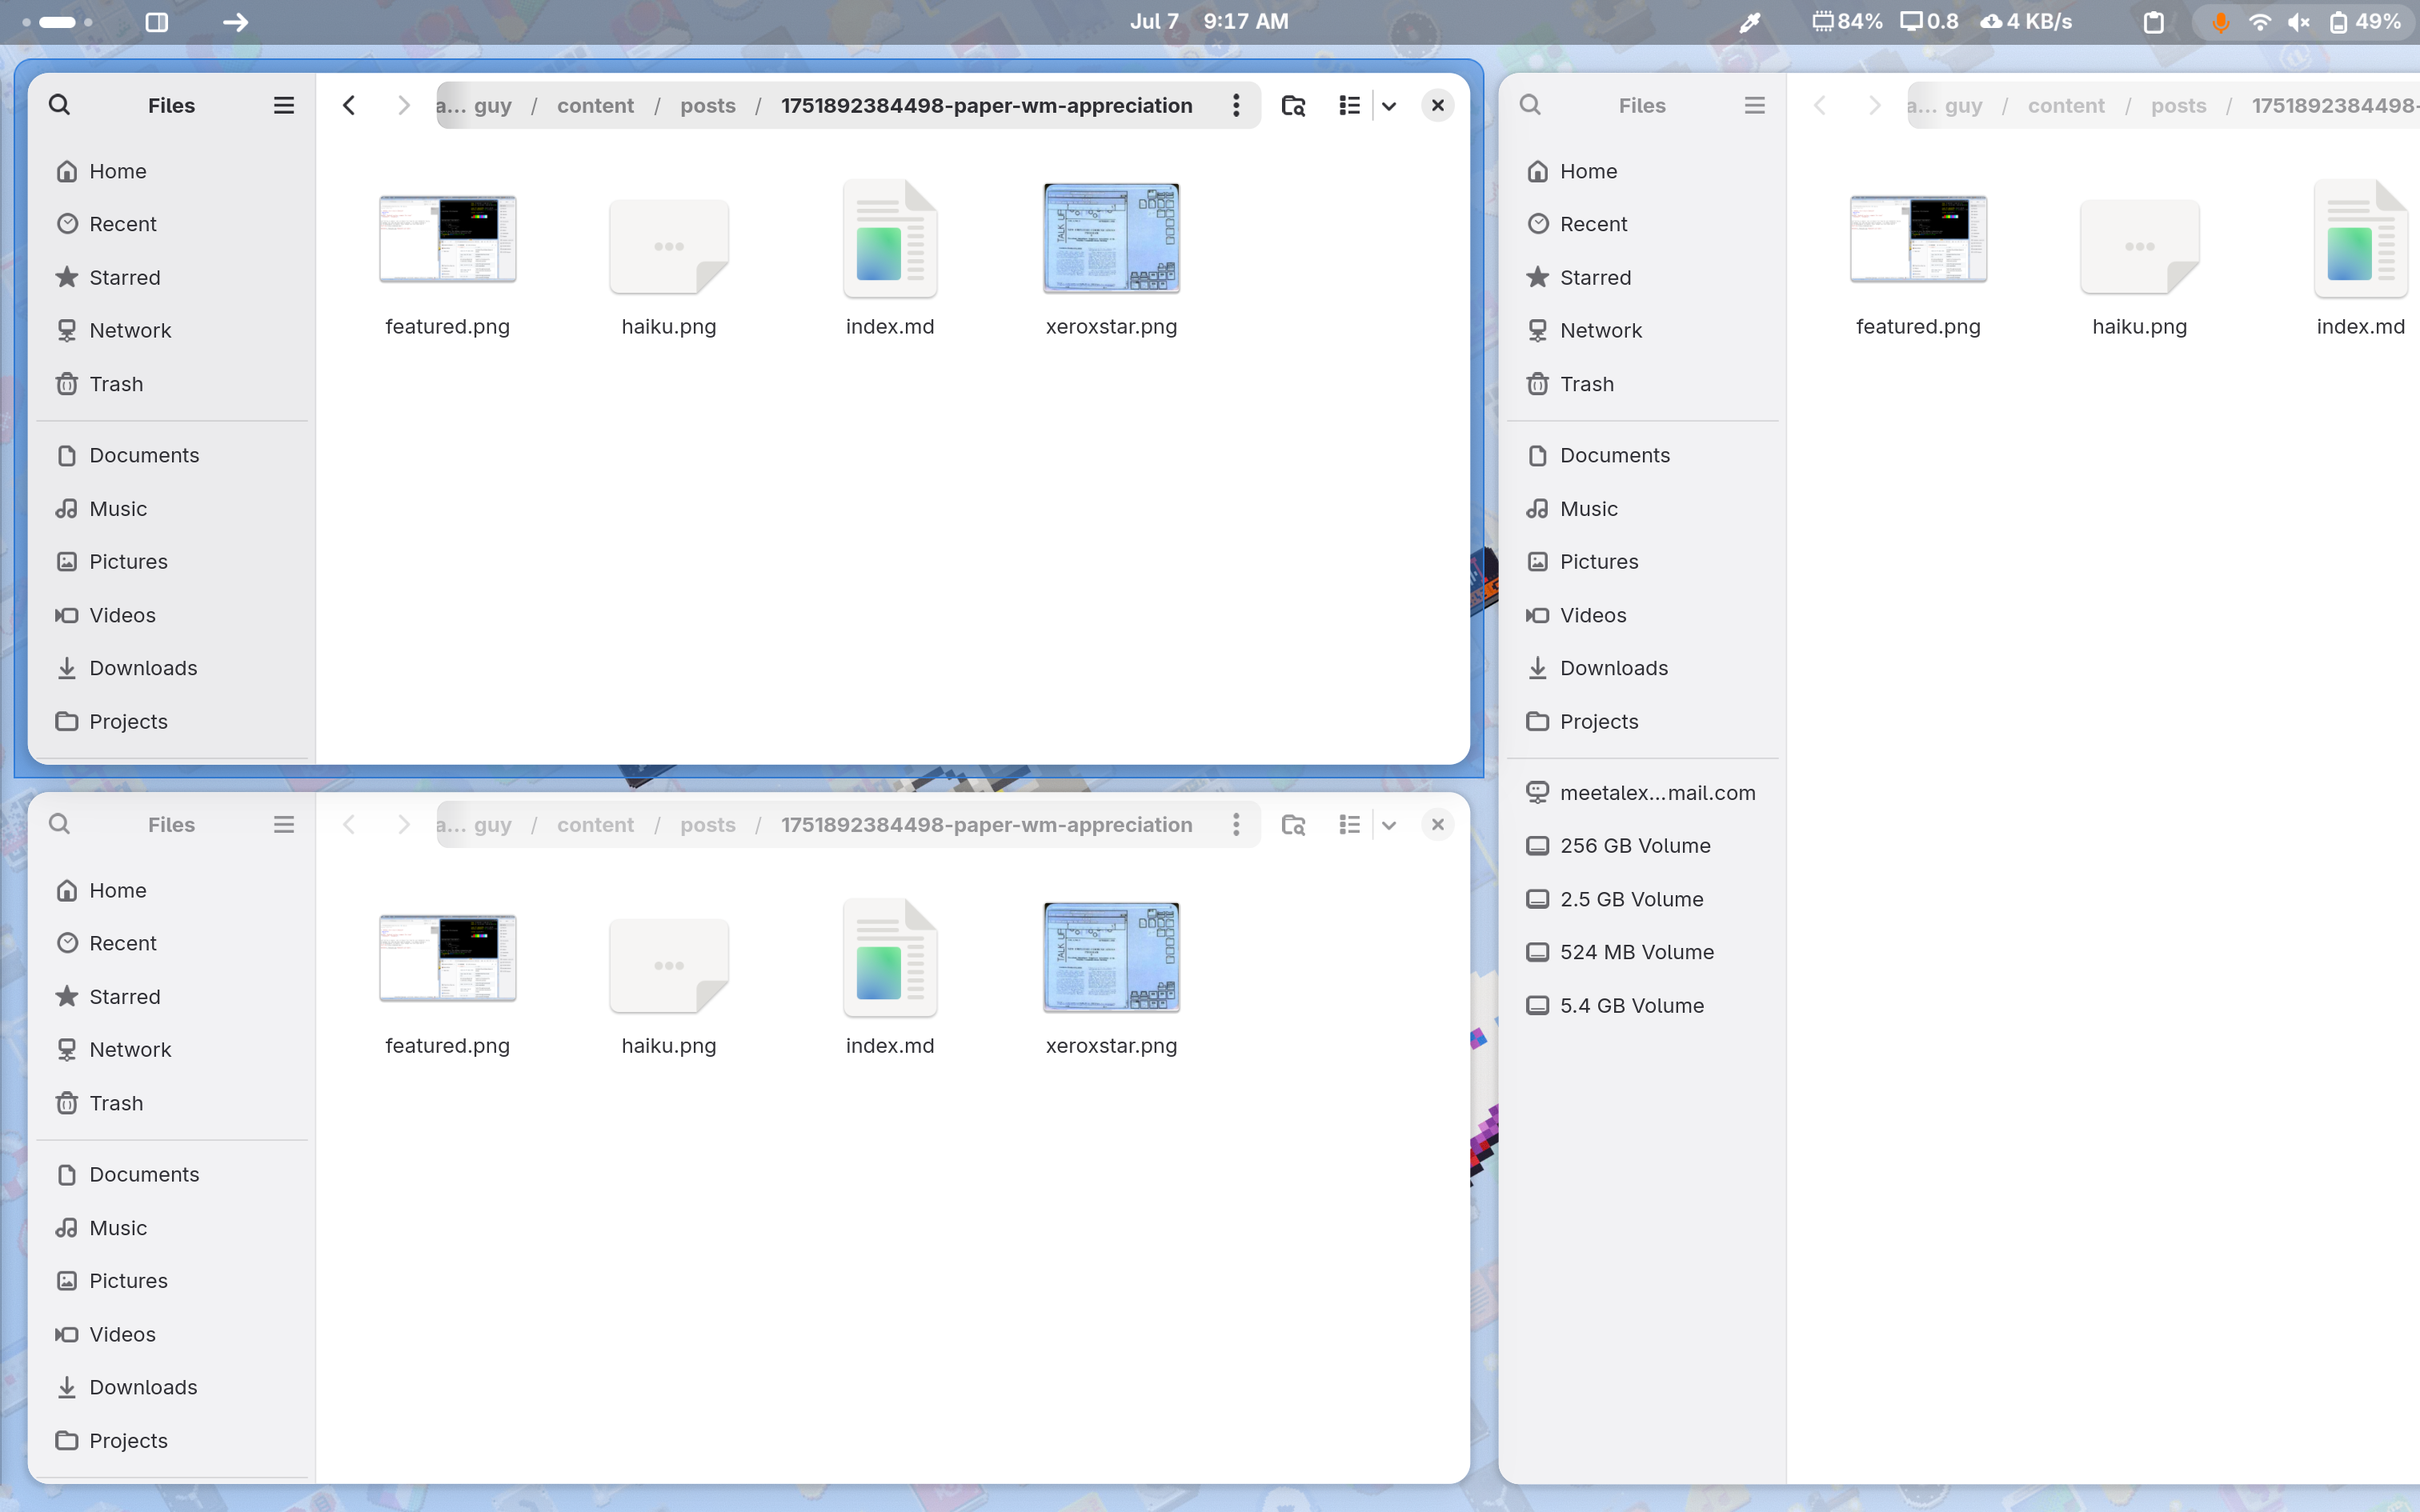 Jul 7 9:17 AM 84% 0.8 4 KB/s 49%
Files
a... guy / content / posts / 1751892384498-paper-wm-appreciation
Home
Recent
Starred
Network
Trash
Documents
Music
Pictures
Videos
Downloads
Projects
featured.png haiku.png index.md xeroxstar.png
Files
a... guy / content / posts / 1751892384498-paper-wm-appreciation
Home
Recent
Starred
Network
Trash
Documents
Music
Pictures
Videos
Downloads
Projects
featured.png haiku.png index.md xeroxstar.png
Files
a... guy / content / posts / 1751892384498-
Home
Recent
Starred
Network
Trash
Documents
Music
Pictures
Videos
Downloads
Projects
meetalex...mail.com
256 GB Volume
2.5 GB Volume
524 MB Volume
5.4 GB Volume
featured.png haiku.png index.md